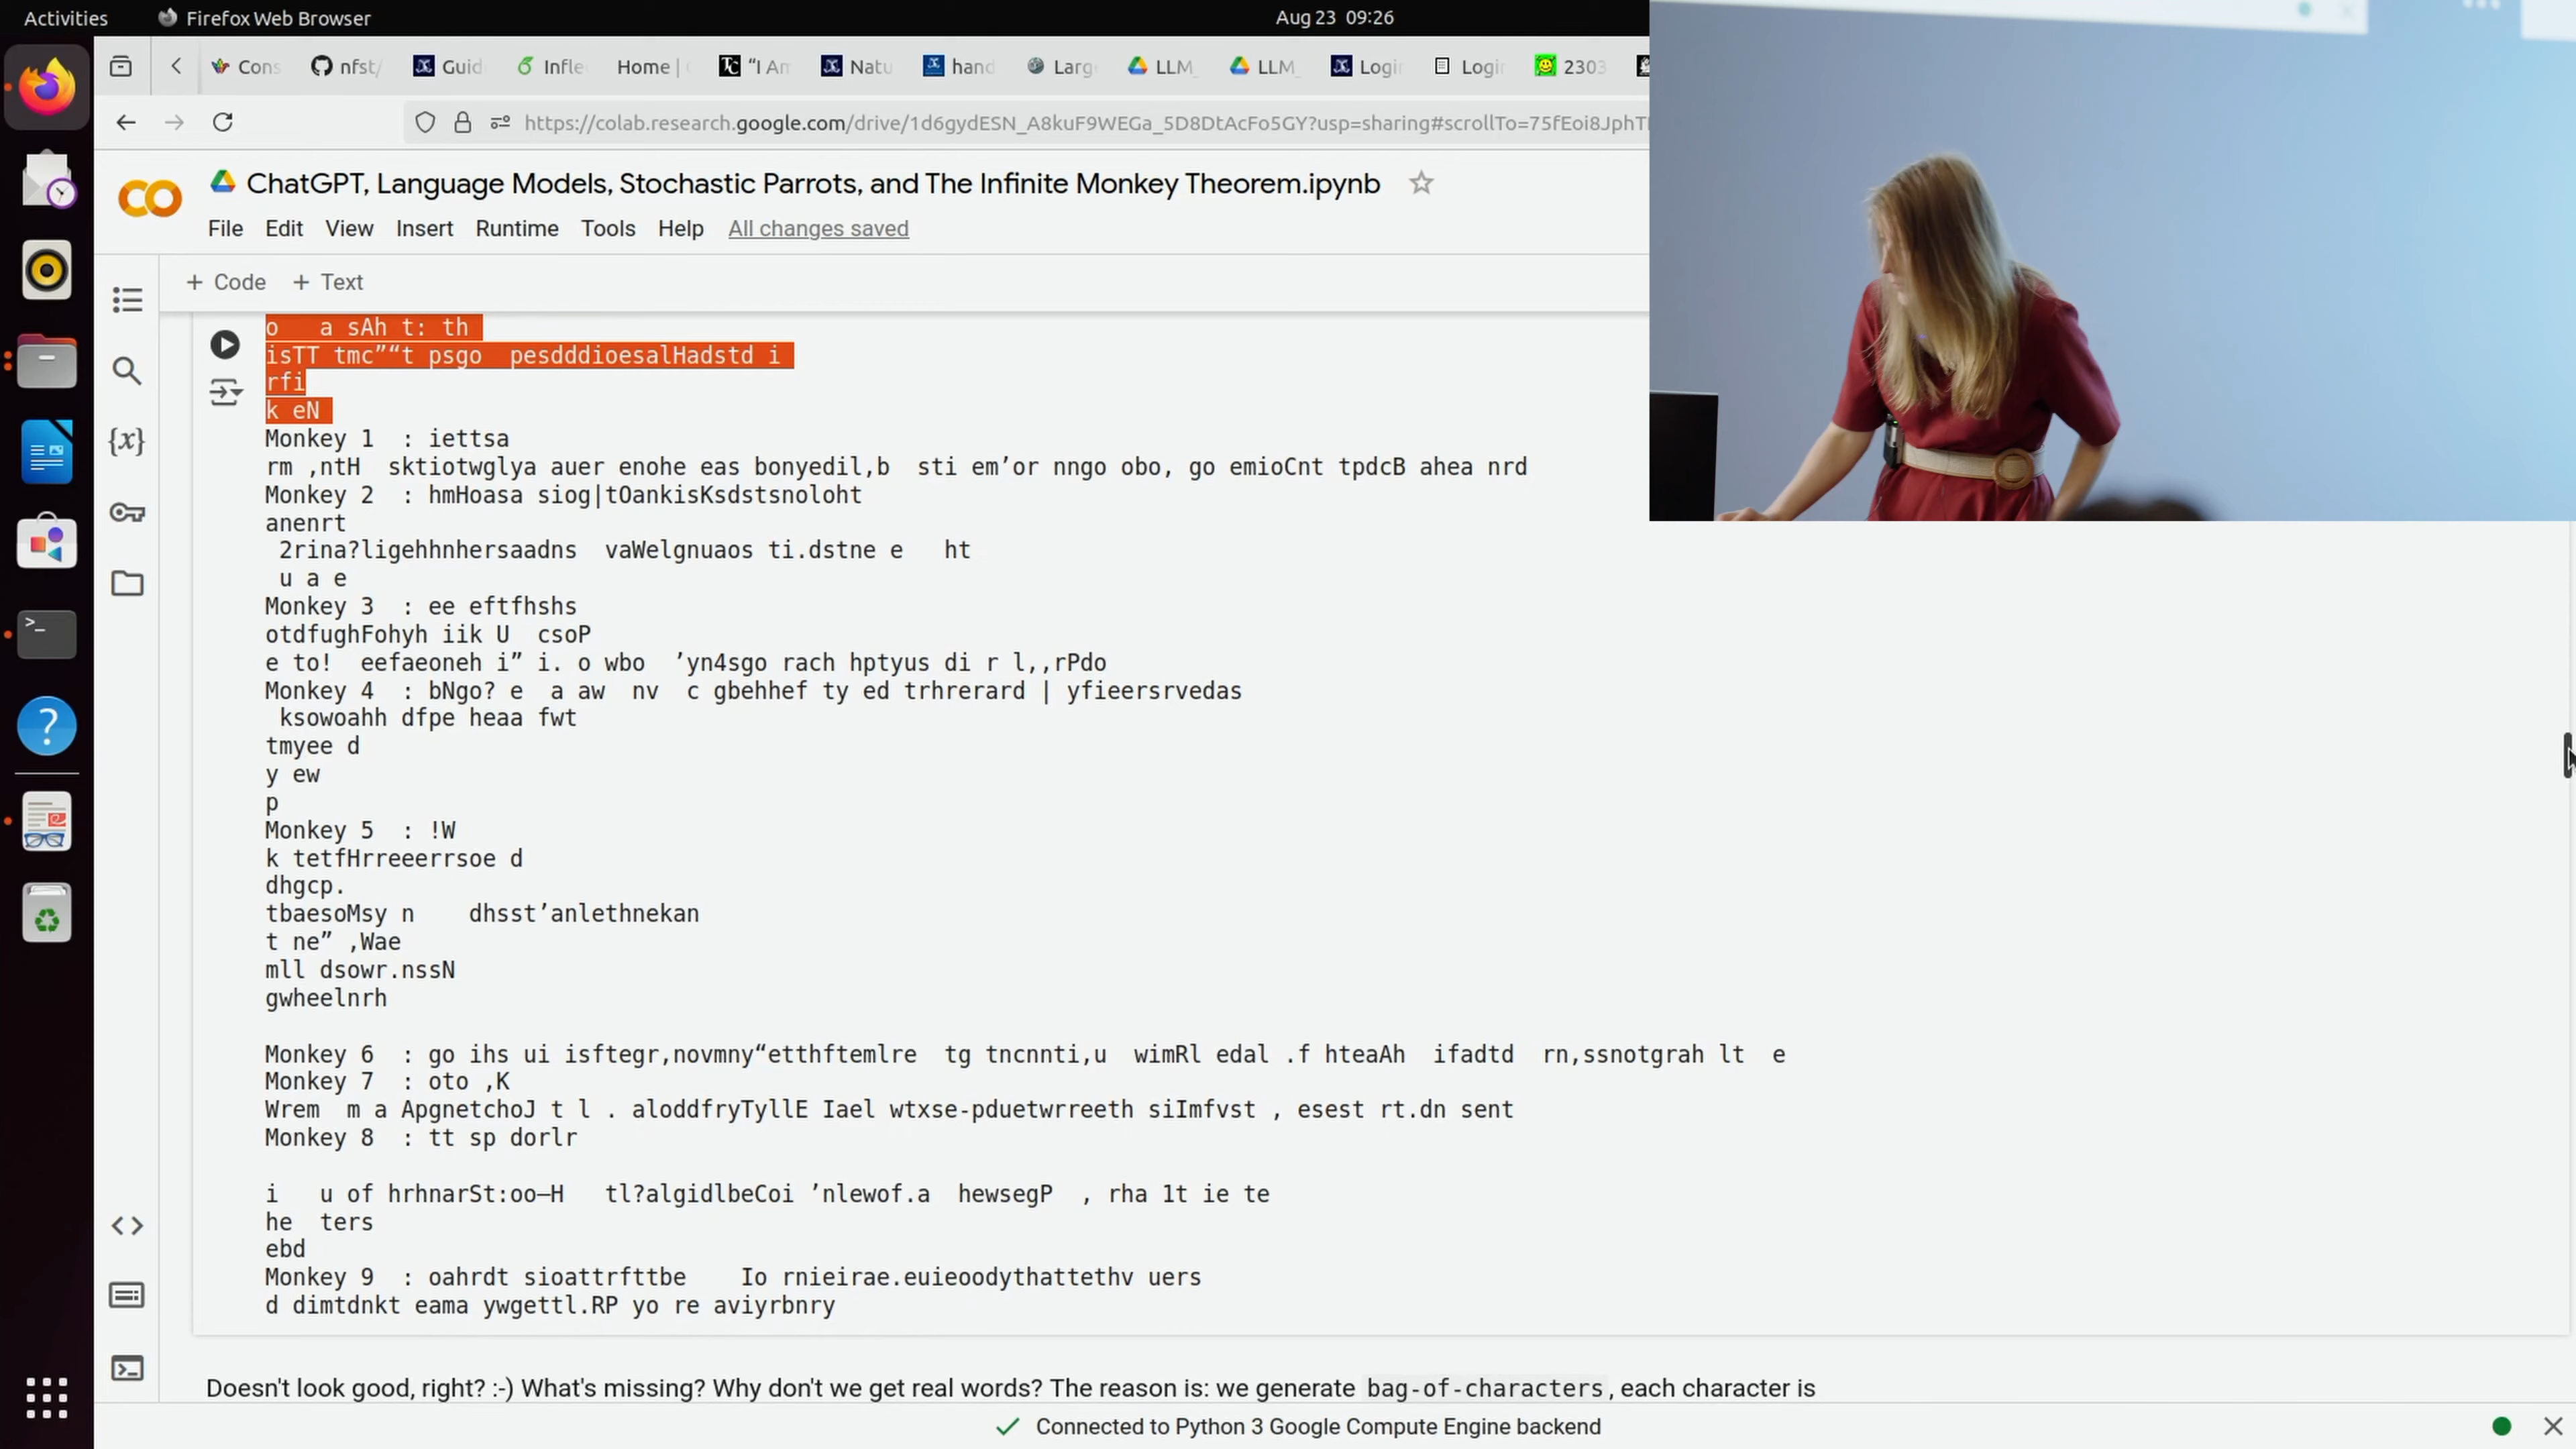 Activities Firefox Web Browser Aug 23 09:26
Cons nfst/ Guid Infle Home | TC “I Am Natu hand Larg LLM_ LLM_ Logi Logi 2303
https://colab.research.google.com/drive/1d6gydESN_A8kuF9WEGa_5D8DtAcFo5GY?usp=sharing#scrollTo=75fEoi8JphT
ChatGPT, Language Models, Stochastic Parrots, and The Infinite Monkey Theorem.ipynb
File Edit View Insert Runtime Tools Help All changes saved
+ Code + Text
o   a sAh t: th
isTT tmc”“t psgo  pesdddioesalHadstd i
rfi
k eN
Monkey 1  : iettsa
rm ,ntH  sktiotwglya auer enohe eas bonyedil,b  sti em’or nngo obo, go emioCnt tpdcB ahea nrd
Monkey 2  : hmHoasa siog|tOankisKsdstsnoloht
anenrt
 2rina?ligehhnhersaadns  vaWelgnuaos ti.dstne e   ht
 u a e
Monkey 3  : ee eftfhshs
otdfughFohyh iik U  csoP
e to!  eefaeoneh i” i. o wbo  ’yn4sgo rach hptyus di r l,,rPdo
Monkey 4  : bNgo? e  a aw  nv  c gbehhef ty ed trhrerard | yfieersrvedas
 ksowoahh dfpe heaa fwt
tmyee d
y ew
p
Monkey 5  : !W
k tetfHrreeerrsoe d
dhgcp.
tbaesoMsy n    dhsst’anlethnekan
t ne” ,Wae
mll dsowr.nssN
gwheelnrh
Monkey 6  : go ihs ui isftegr,novmny“etthftemlre  tg tncnnti,u  wimRl edal .f hteaAh  ifadtd  rn,ssnotgrah lt  e
Monkey 7  : oto ,K
Wrem  m a ApgnetchoJ t l . aloddfryTyllE Iael wtxse-pduetwrreeth siImfvst , esest rt.dn sent
Monkey 8  : tt sp dorlr
i   u of hrhnarSt:oo—H   tl?algidlbeCoi ’nlewof.a  hewsegP  , rha 1t ie te
he  ters
ebd
Monkey 9  : oahrdt sioattrfttbe    Io rnieirae.euieoodythattethv uers
d dimtdnkt eama ywgettl.RP yo re aviyrbnry
Doesn't look good, right? :-) What's missing? Why don't we get real words? The reason is: we generate bag-of-characters, each character is
Connected to Python 3 Google Compute Engine backend